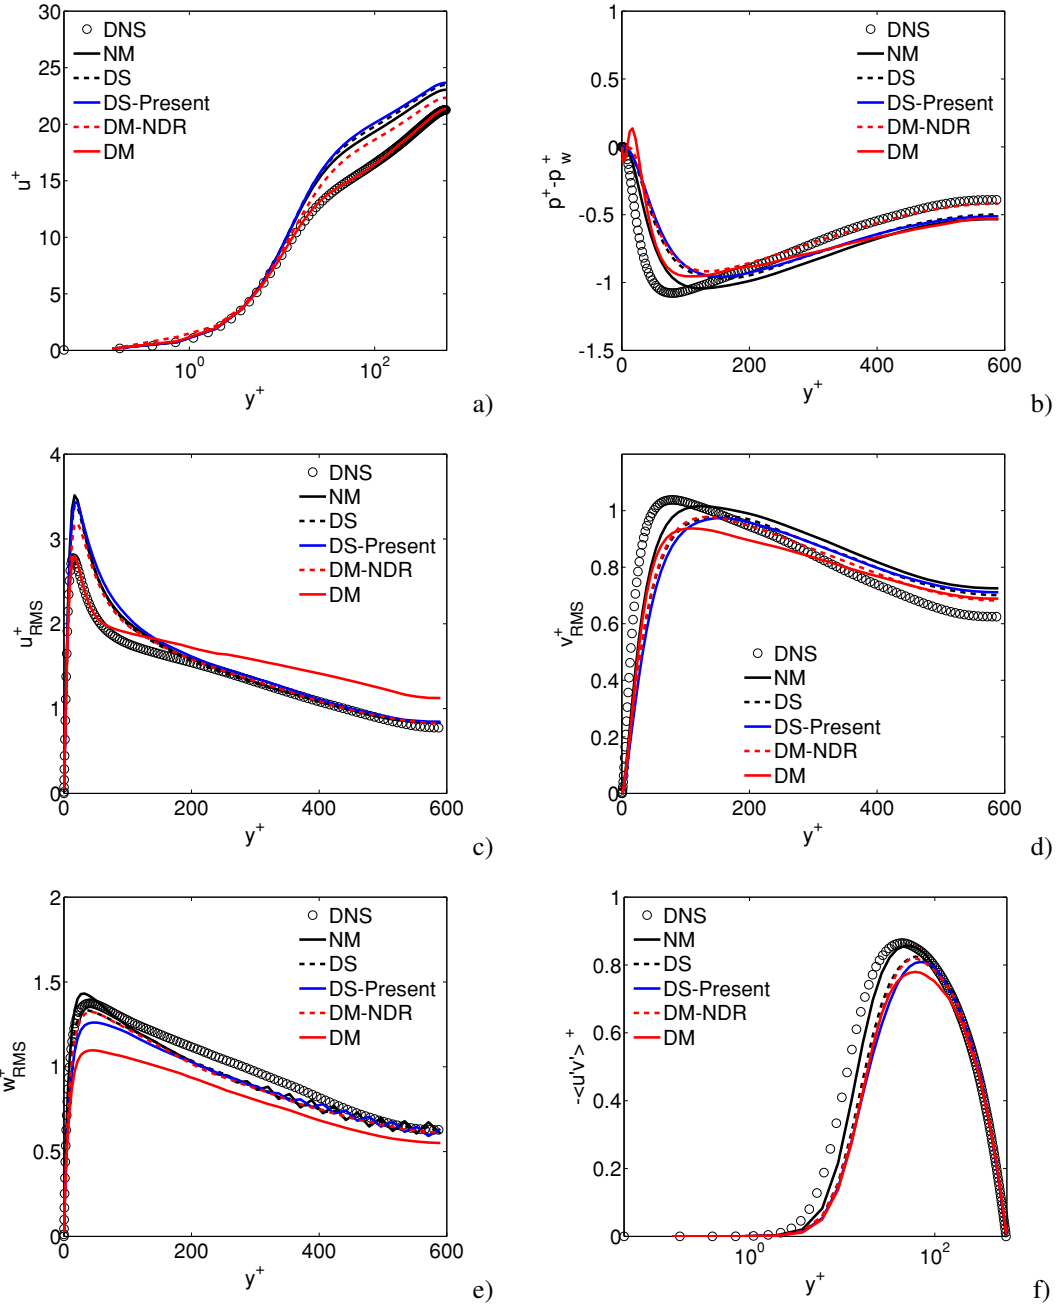 30
25
20
15
10
5
0
u+
DNS
NM
DS
DS-Present
DM-NDR
DM
10^0
10^2
y+
a)
1
0.5
0
-0.5
-1
-1.5
p+-p+w
DNS
NM
DS
DS-Present
DM-NDR
DM
0
200
400
600
y+
b)
4
3
2
1
0
u+RMS
DNS
NM
DS
DS-Present
DM-NDR
DM
0
200
400
600
y+
c)
1
0.8
0.6
0.4
0.2
0
v+RMS
DNS
NM
DS
DS-Present
DM-NDR
DM
0
200
400
600
y+
d)
2
1.5
1
0.5
0
w+RMS
DNS
NM
DS
DS-Present
DM-NDR
DM
0
200
400
600
y+
e)
1
0.8
0.6
0.4
0.2
0
-<u'v'>+
DNS
NM
DS
DS-Present
DM-NDR
DM
10^0
10^2
y+
f)